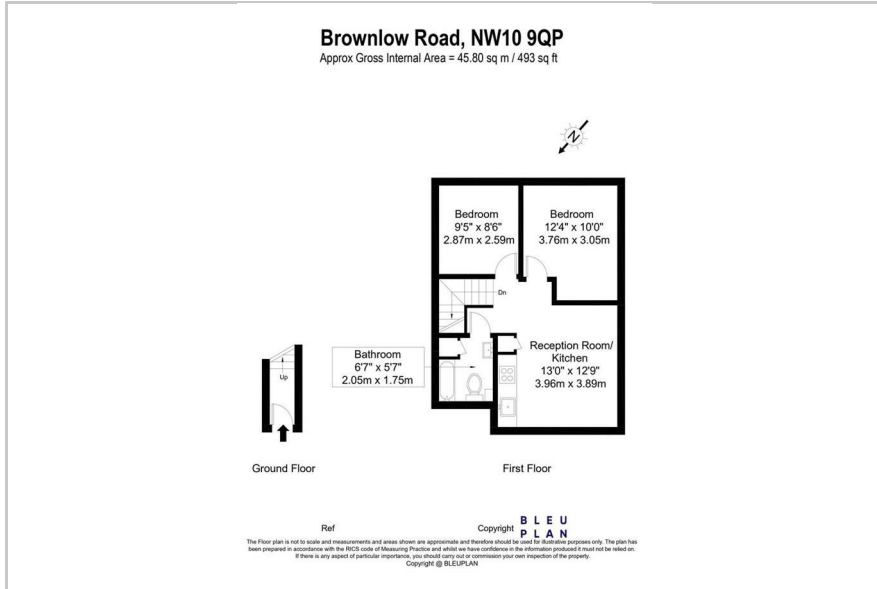 Brownlow Road, NW10 9QP
Approx Gross Internal Area = 45.80 sq m / 493 sq ft
N
Bedroom
9'5" x 8'6"
2.87m x 2.59m
Bedroom
12'4" x 10'0"
3.76m x 3.05m
Dn
Reception Room/
Kitchen
13'0" x 12'9"
3.96m x 3.89m
Bathroom
6'7" x 5'7"
2.05m x 1.75m
Up
Ground Floor
First Floor
Ref
Copyright
BLEU
PLAN
The Floor plan is not to scale and measurements and areas shown are approximate and therefore should be used for illustrative purposes only. The plan has
been prepared in accordance with the RICS code of Measuring Practice and whilst we have confidence in the information produced it must not be relied on.
If there is any aspect of particular importance, you should carry out or commission your own inspection of the property.
Copyright @ BLEUPLAN